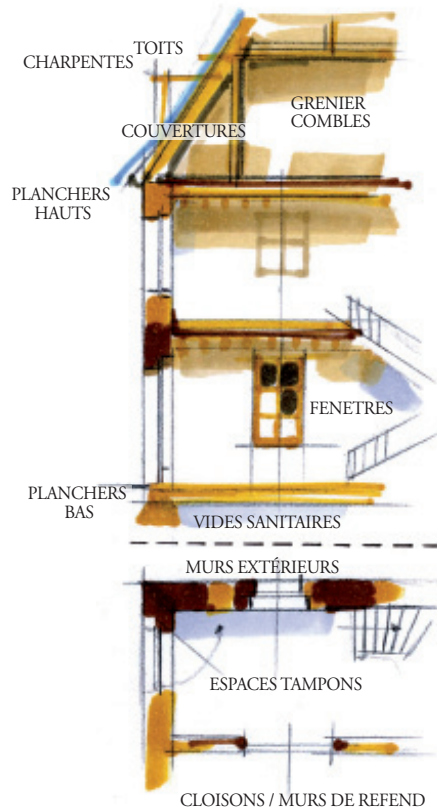 TOITS
CHARPENTES
GRENIER
COMBLES
COUVERTURES
PLANCHERS
HAUTS
FENETRES
PLANCHERS
BAS
VIDES SANITAIRES
MURS EXTÉRIEURS
ESPACES TAMPONS
CLOISONS / MURS DE REFEND